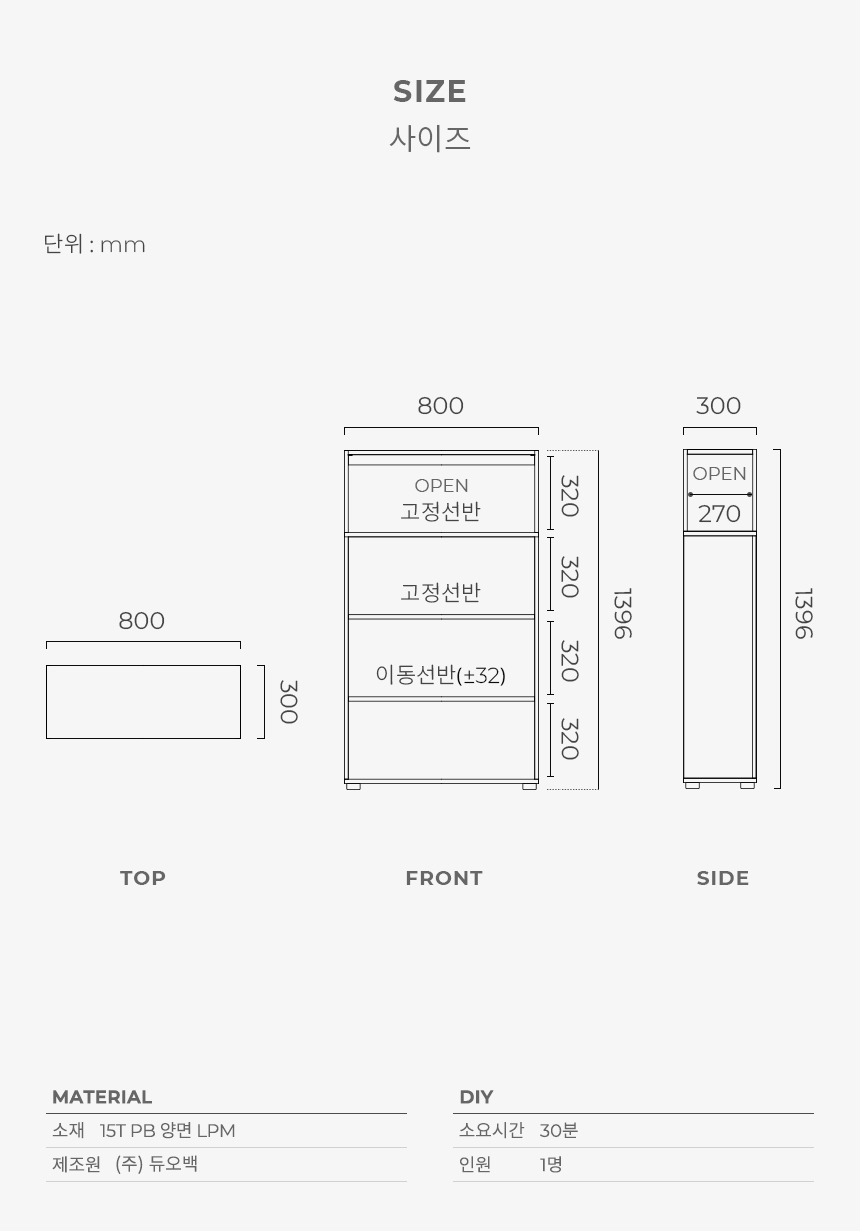 SIZE
사이즈
단위 : mm
800
300
TOP
800
OPEN
고정선반
고정선반
이동선반(±32)
320
320
320
320
1396
FRONT
300
OPEN
270
1396
SIDE
MATERIAL
소재 15T PB 양면 LPM
제조원 (주) 듀오백
DIY
소요시간 30분
인원 1명